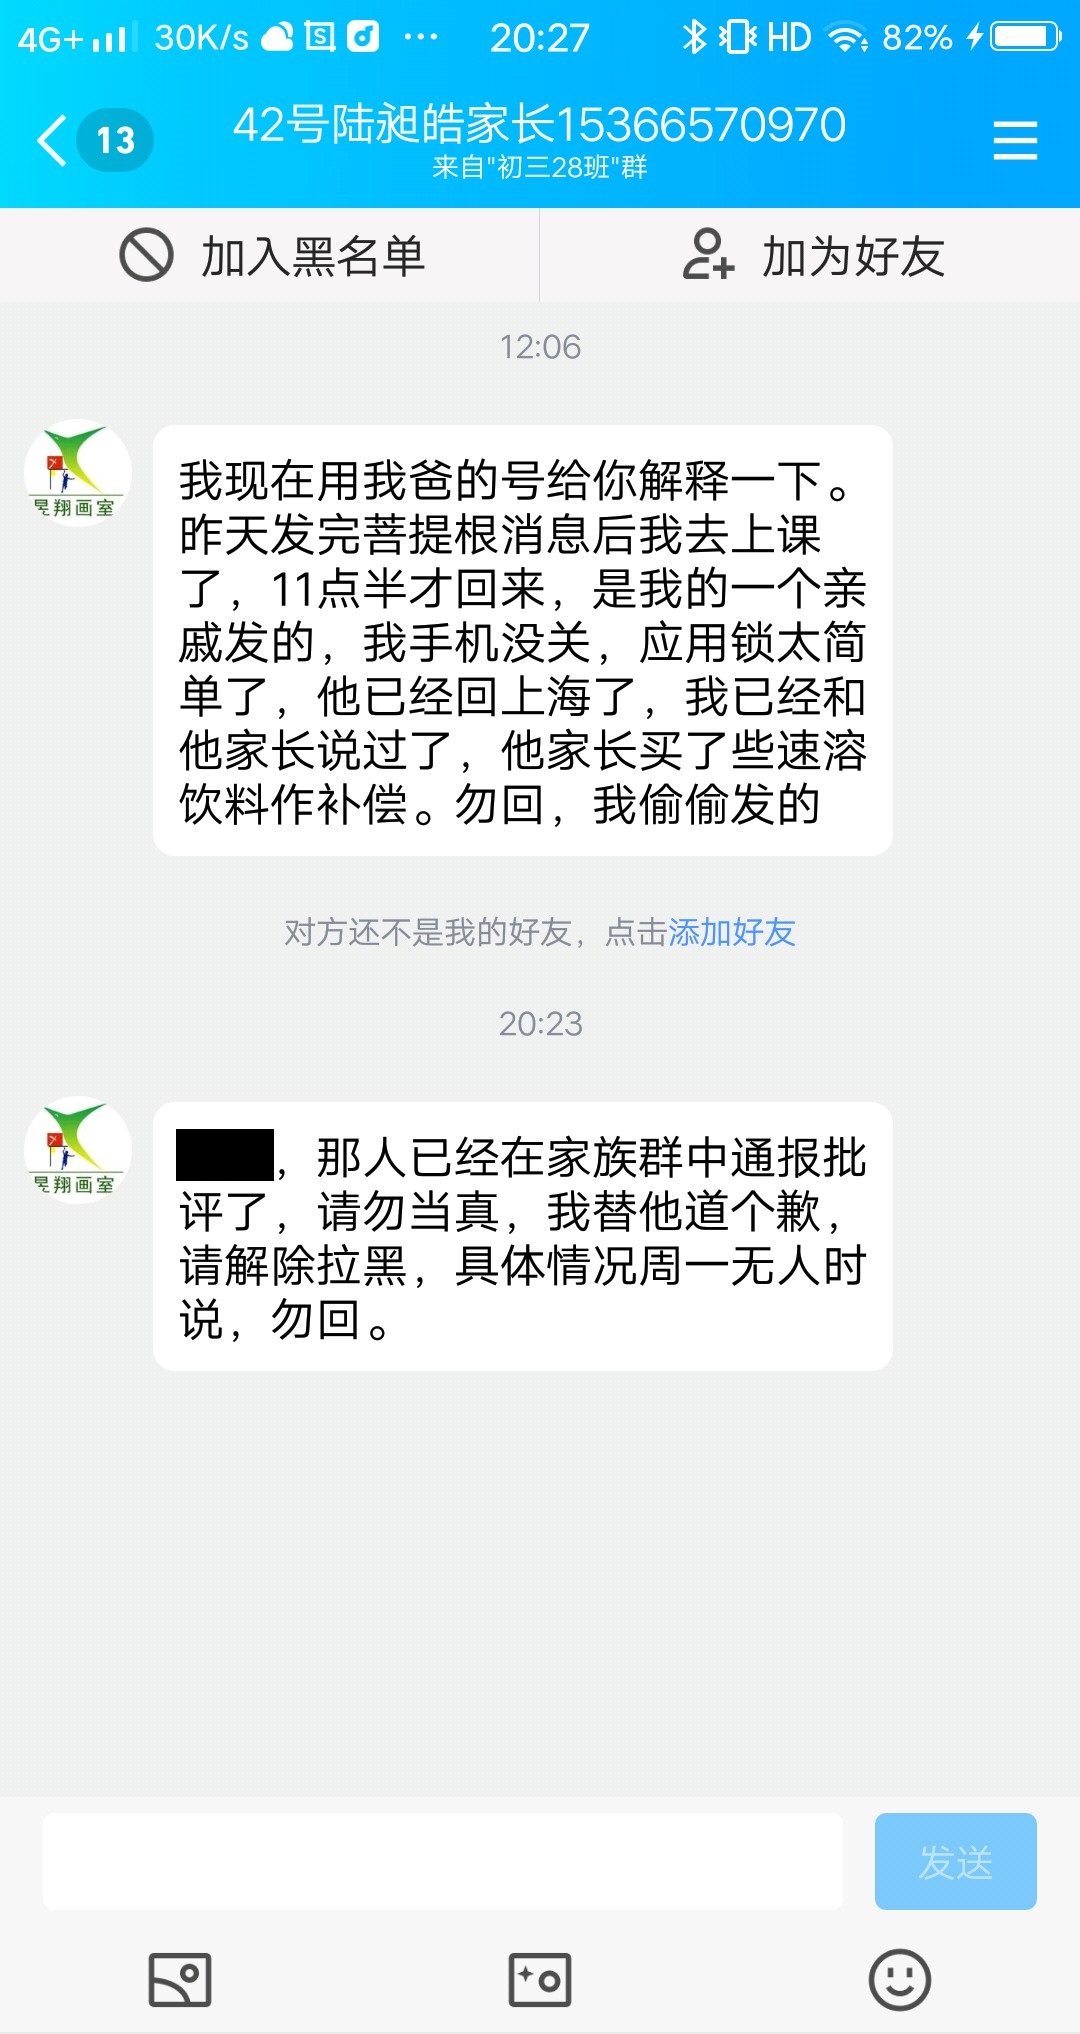 4G+ 30K/s 20:27 HD 82%
13 42号陆昶皓家长15366570970
来自"初三28班"群
加入黑名单 加为好友
12:06
昱翔画室
我现在用我爸的号给你解释一下。
昨天发完菩提根消息后我去上课
了，11点半才回来，是我的一个亲
戚发的，我手机没关，应用锁太简
单了，他已经回上海了，我已经和
他家长说过了，他家长买了些速溶
饮料作补偿。勿回，我偷偷发的
对方还不是我的好友，点击添加好友
20:23
昱翔画室
，那人已经在家族群中通报批
评了，请勿当真，我替他道个歉，
请解除拉黑，具体情况周一无人时
说，勿回。
发送